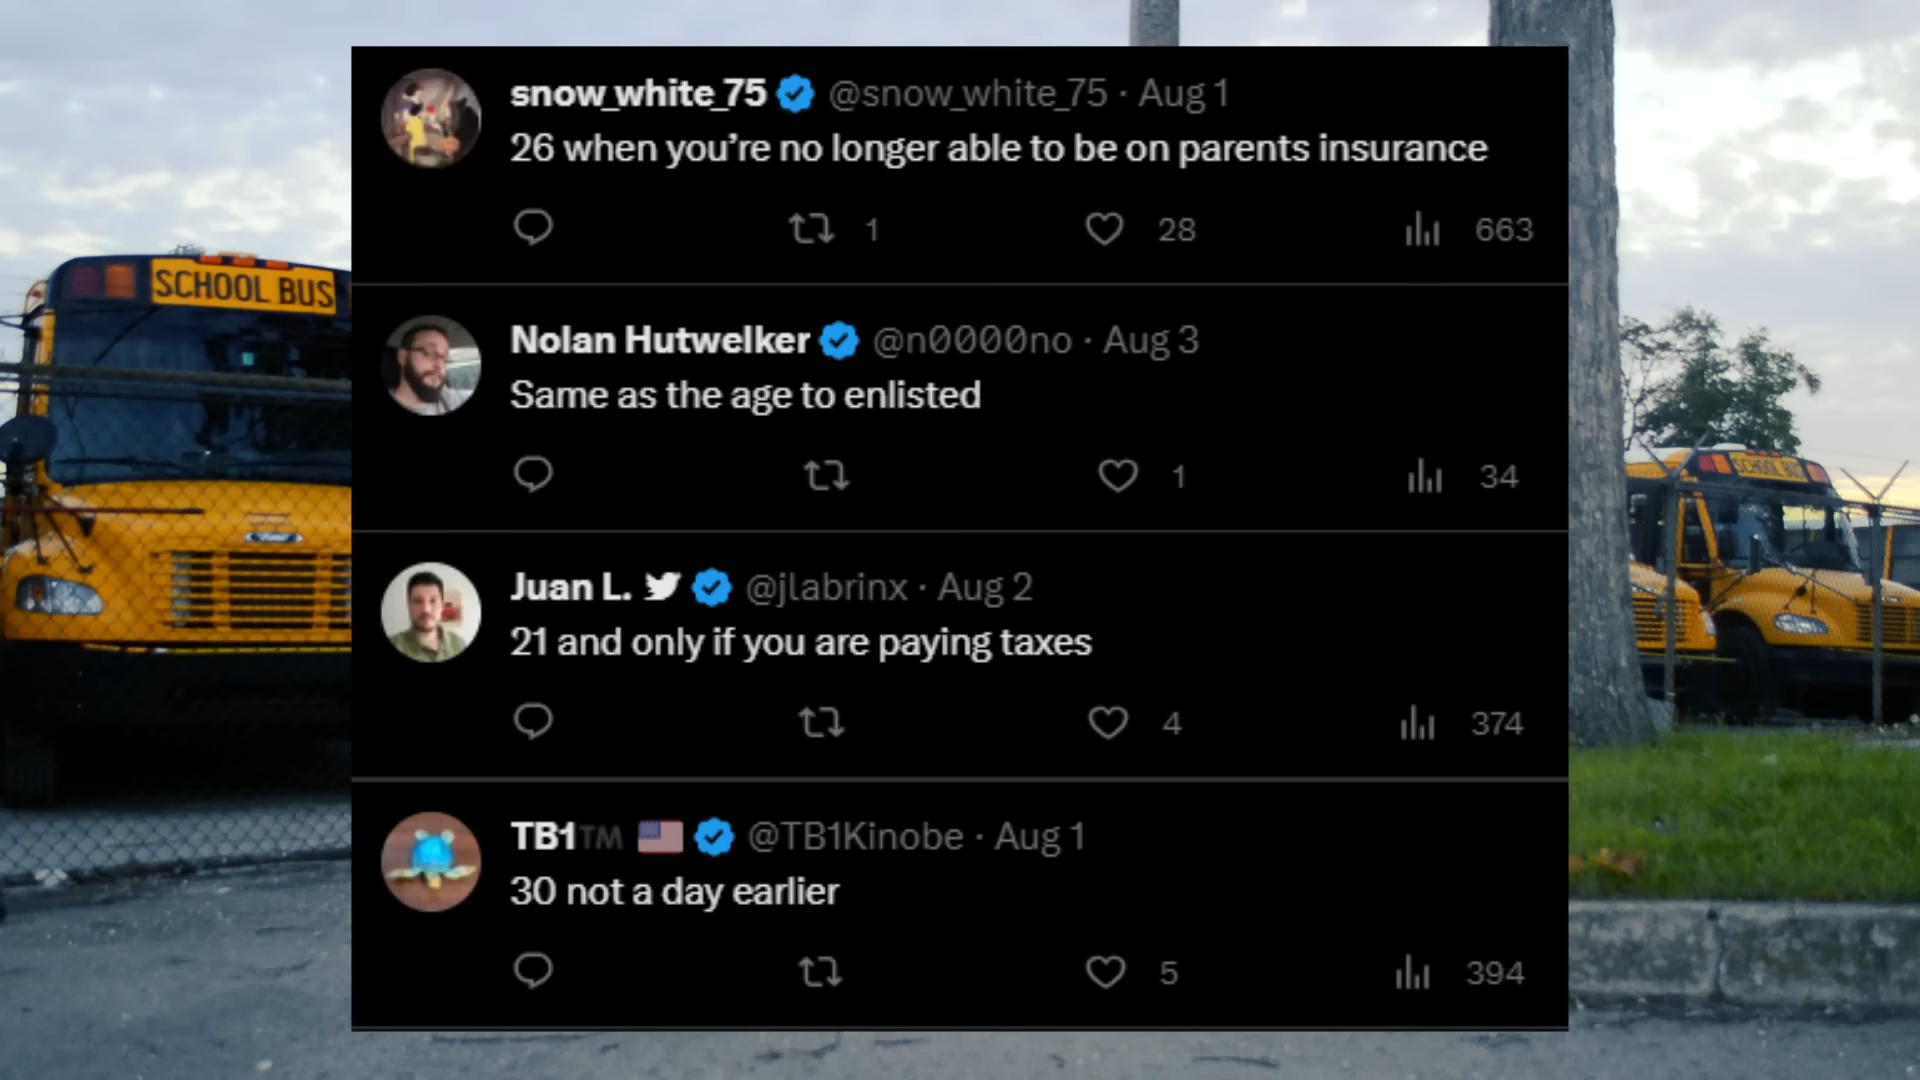 snow_white_75 @snow_white_75 · Aug 1
26 when you’re no longer able to be on parents insurance
1 28 663
SCHOOL BUS
Nolan Hutwelker @n0000no · Aug 3
Same as the age to enlisted
1 34
SCHOOL BUS
Juan L. @jlabrinx · Aug 2
21 and only if you are paying taxes
4 374
TB1TM @TB1Kinobe · Aug 1
30 not a day earlier
5 394